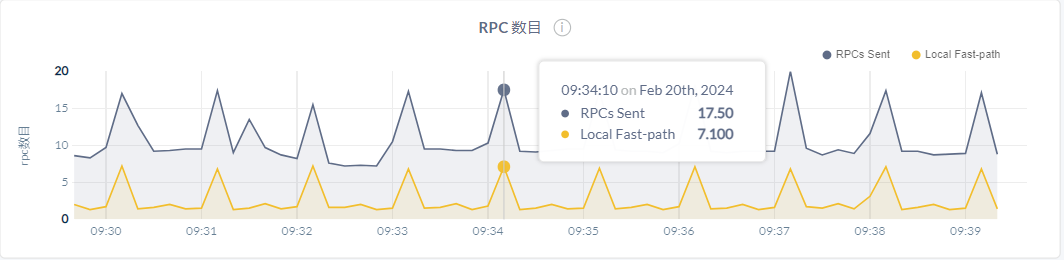 RPC 数目 ⓘ
RPCs Sent Local Fast-path
20
15
10
5
0
rpc数目
09:34:10 on Feb 20th, 2024
RPCs Sent 17.50
Local Fast-path 7.100
09:30 09:31 09:32 09:33 09:34 09:35 09:36 09:37 09:38 09:39